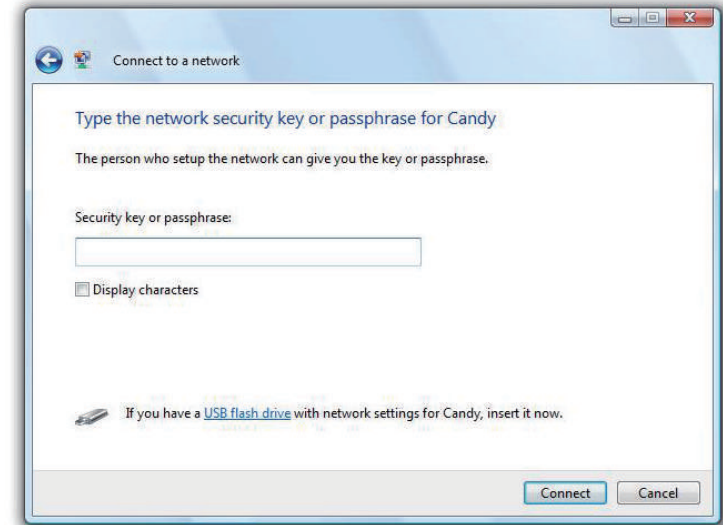 Connect to a network
Type the network security key or passphrase for Candy
The person who setup the network can give you the key or passphrase.
Security key or passphrase:
Display characters
If you have a USB flash drive with network settings for Candy, insert it now.
Connect Cancel